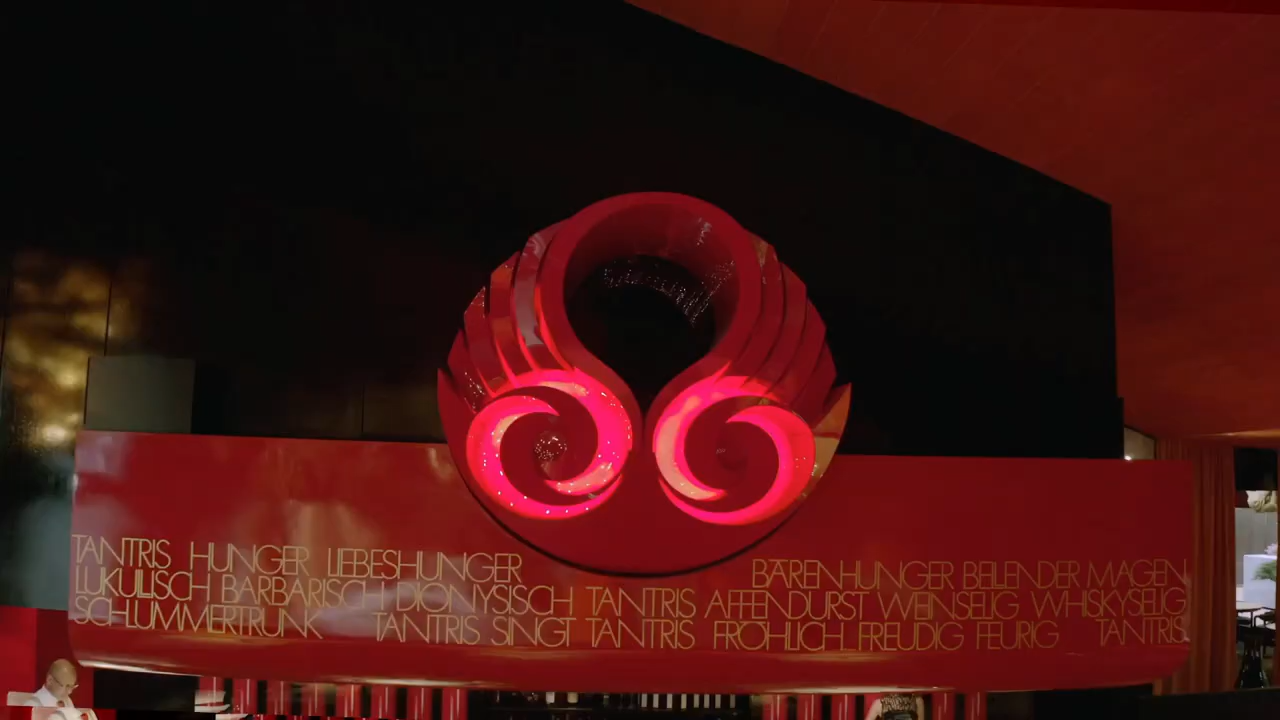 TANTRIS HUNGER LIEBESHUNGER BÄRENHUNGER BELLENDER MAGEN
LUKULLISCH BARBARISCH DIONYSISCH TANTRIS AFFENDURST WEINSELIG WHISKYSELIG
SCHLUMMERTRUNK TANTRIS SINGT TANTRIS FRÖHLICH FREUDIG FEURIG TANTRIS